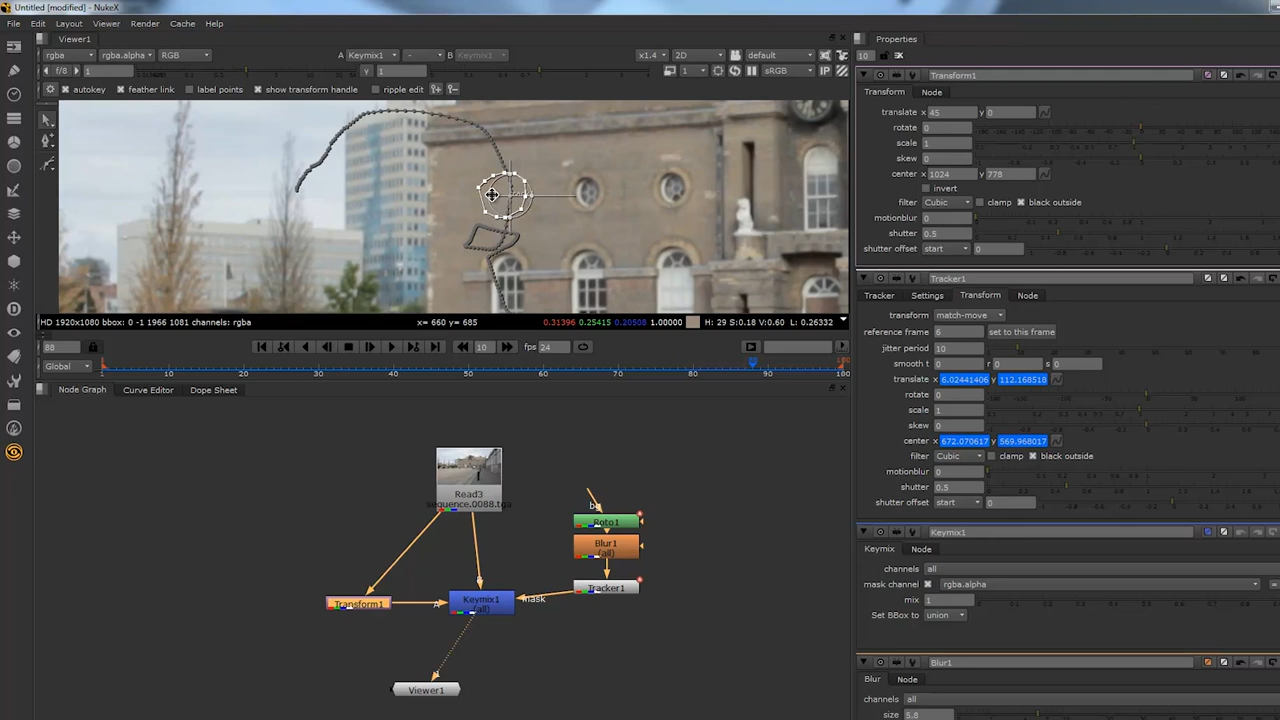 Untitled [modified] - NukeX
File Edit Layout Viewer Render Cache Help
Viewer1
rgba rgba.alpha RGB A Keymix1 - B Keymix1 x1.4 2D default
f/8 1 y 1 1 sRGB IP
autokey feather link label points show transform handle ripple edit
HD 1920x1080 bbox: 0 -1 1966 1081 channels: rgba x= 660 y= 685 0.31396 0.25415 0.20508 1.00000 H: 29 S:0.18 V:0.60 L: 0.26332
88 10 fps 24
Global 1 10 20 30 40 50 60 70 80 90 100
Node Graph Curve Editor Dope Sheet
Read3
sequence.0088.tga
bg
Roto1
Blur1
(all)
Tracker1
Transform1 A Keymix1
(all)
mask
Viewer1
Properties
10
Transform1
Transform Node
translate x 45 y 0
rotate 0
scale 1
skew 0
center x 1024 y 778
invert
filter Cubic clamp black outside
motionblur 0
shutter 0.5
shutter offset start 0
Tracker1
Tracker Settings Transform Node
transform match-move
reference frame 6 set to this frame
jitter period 10
smooth t 0 r 0 s 0
translate x 6.02441406 y 112.168518
rotate 0
scale 1
skew 0
center x 672.070617 y 569.968017
filter Cubic clamp black outside
motionblur 0
shutter 0.5
shutter offset start 0
Keymix1
Keymix Node
channels all
mask channel rgba.alpha
mix 1
Set BBox to union
Blur1
Blur Node
channels all
size 5.8